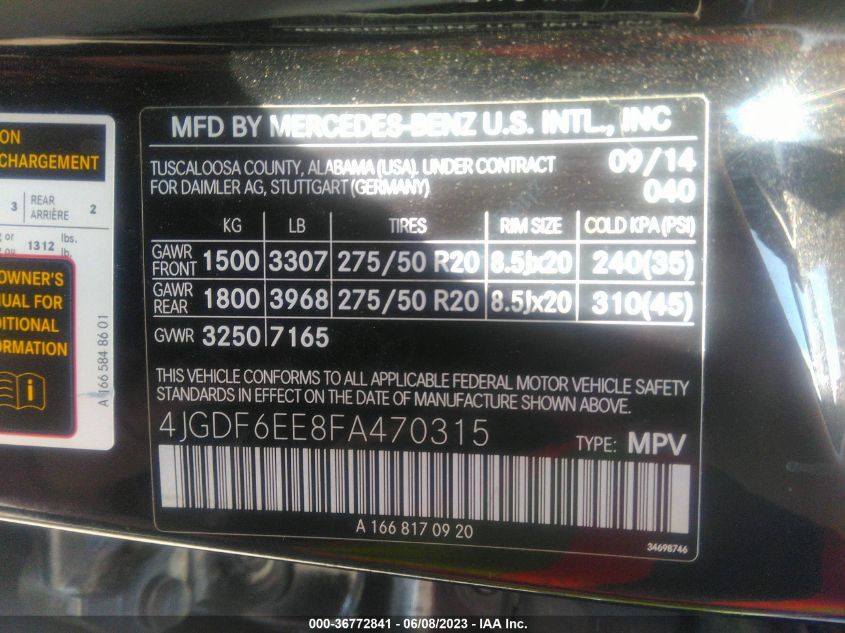 ON
CHARGEMENT
3 REAR ARRIÈRE 2
g or
ou 1312 lbs. lb.
OWNER'S
NUAL FOR
DITIONAL
ORMATION
i
A 166 584 86 01
MFD BY MERCEDES-BENZ U.S. INTL., INC
TUSCALOOSA COUNTY, ALABAMA (USA). UNDER CONTRACT 09/14
FOR DAIMLER AG, STUTTGART (GERMANY) 040
KG LB TIRES RIM SIZE COLD KPA (PSI)
GAWR FRONT 1500 3307 275/50 R20 8.5Jx20 240(35)
GAWR REAR 1800 3968 275/50 R20 8.5Jx20 310(45)
GVWR 3250 7165
THIS VEHICLE CONFORMS TO ALL APPLICABLE FEDERAL MOTOR VEHICLE SAFETY
STANDARDS IN EFFECT ON THE DATE OF MANUFACTURE SHOWN ABOVE.
4JGDF6EE8FA470315
TYPE: MPV
A 166 817 09 20
34698746
000-36772841 - 06/08/2023 - IAA Inc.